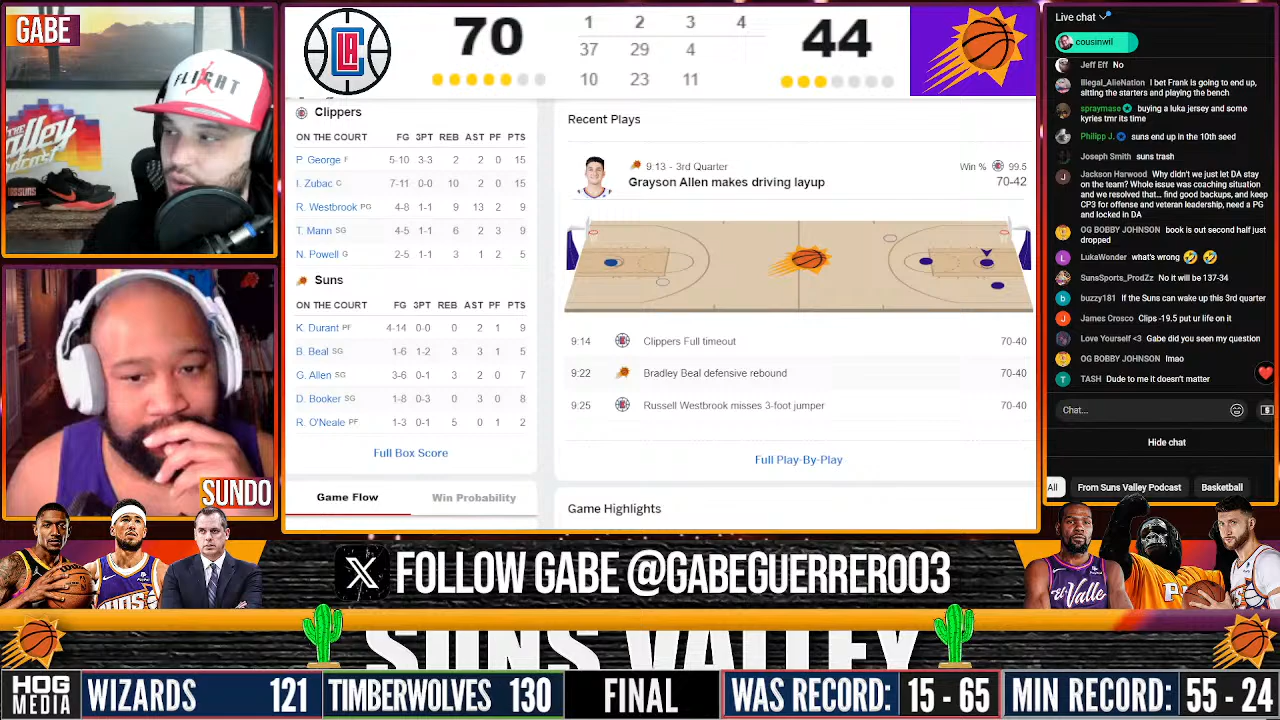 GABE
FLIGHT
the Valley
Podcast
SUNDO
LA
70
1 2 3 4
37 29 4
10 23 11
44
Clippers
ON THE COURT FG 3PT REB AST PF PTS
P. George F 5-10 3-3 2 2 0 15
I. Zubac C 7-11 0-0 10 2 0 15
R. Westbrook PG 4-8 1-1 9 13 2 9
T. Mann SG 4-5 1-1 6 2 3 9
N. Powell G 2-5 1-1 3 1 2 5
Suns
ON THE COURT FG 3PT REB AST PF PTS
K. Durant PF 4-14 0-0 0 2 1 9
B. Beal SG 1-6 1-2 3 3 1 5
G. Allen SG 3-6 0-1 3 2 0 7
D. Booker SG 1-8 0-3 0 3 0 8
R. O'Neale PF 1-3 0-1 5 0 1 2
Full Box Score
Game Flow Win Probability
Recent Plays
9:13 - 3rd Quarter
Grayson Allen makes driving layup
Win % 99.5
70-42
9:14 Clippers Full timeout 70-40
9:22 Bradley Beal defensive rebound 70-40
9:25 Russell Westbrook misses 3-foot jumper 70-40
Full Play-By-Play
Game Highlights
Live chat
cousinwil
Jeff Eff No
Illegal_AlieNation I bet Frank Is going to end up,
sitting the starters and playing the bench
spraymase buying a luka jersey and some
kyries tmr its time
Philipp J. suns end up in the 10th seed
Joseph Smith suns trash
Jackson Harwood Why didn't we just let DA stay
on the team? Whole issue was coaching situation
and we resolved that... find good backups, and keep
CP3 for offense and veteran leadership, need a PG
and locked in DA
OG BOBBY JOHNSON book is out second half just
dropped
LukaWonder what's wrong 🤣 🤣
SunsSports_ProdZz No it will be 137-34
buzzy181 If the Suns can wake up this 3rd quarter
James Crosco Clips -19.5 put ur life on it
Love Yourself <3 Gabe did you seen my question
OG BOBBY JOHNSON lmao
TASH Dude to me it doesn't matter
Chat...
Hide chat
All From Suns Valley Podcast Basketball
FOLLOW GABE @GABEGUERRERO03
SUNS VALLEY
HOG
MEDIA
WIZARDS 121 TIMBERWOLVES 130 FINAL WAS RECORD: 15 - 65 MIN RECORD: 55 - 24